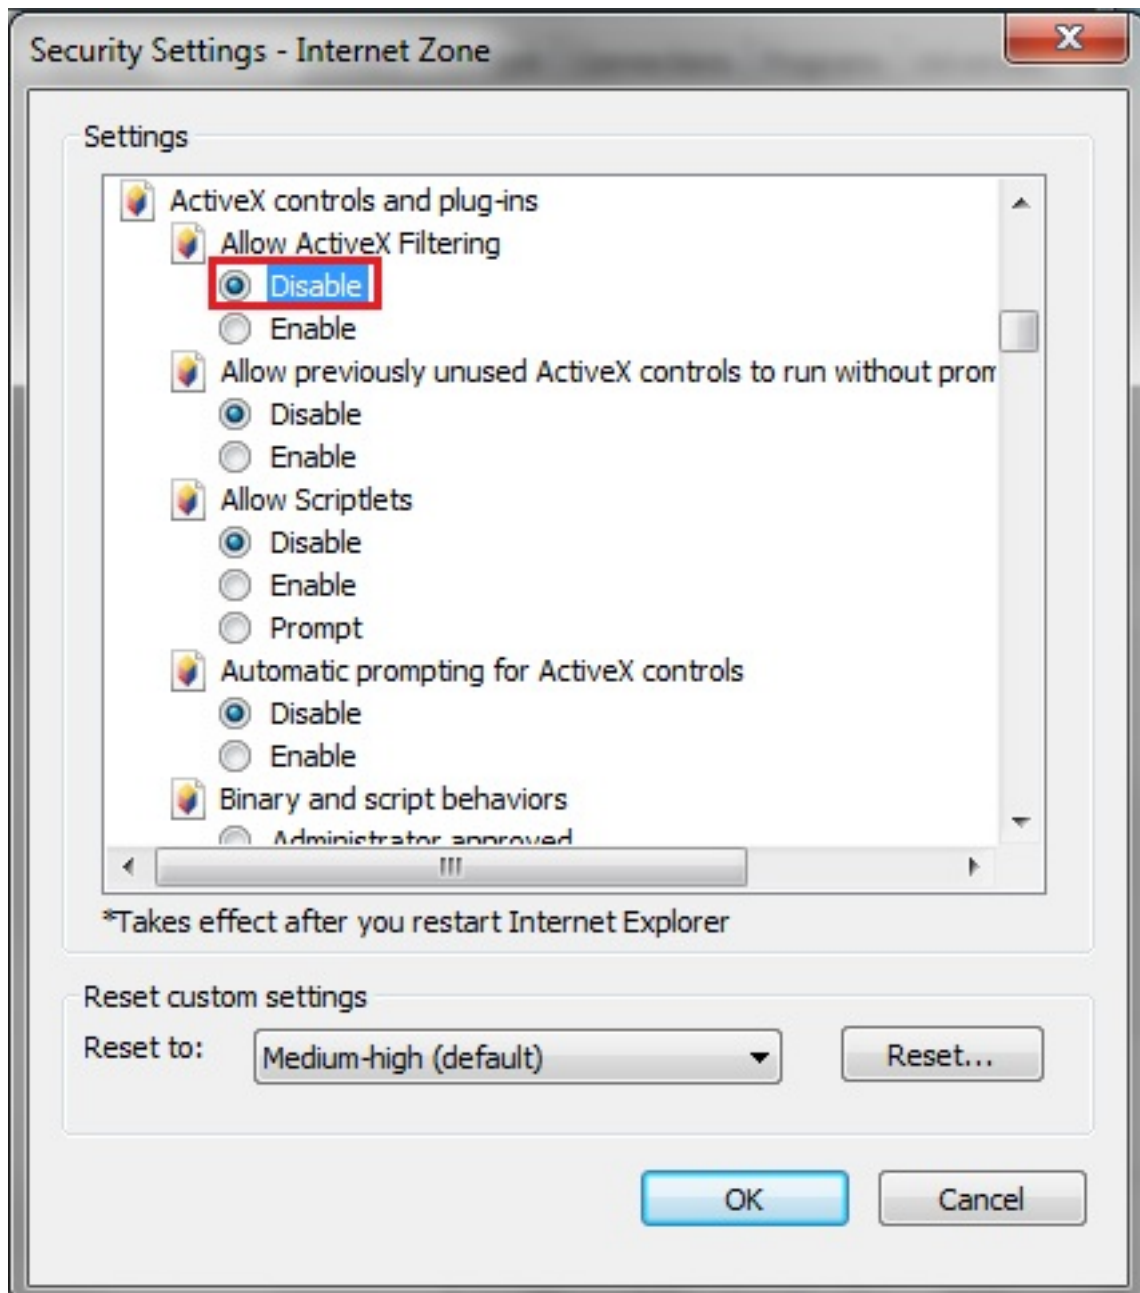 Security Settings - Internet Zone
Settings
ActiveX controls and plug-ins
Allow ActiveX Filtering
Disable
Enable
Allow previously unused ActiveX controls to run without prom
Disable
Enable
Allow Scriptlets
Disable
Enable
Prompt
Automatic prompting for ActiveX controls
Disable
Enable
Binary and script behaviors
Administrator approved
*Takes effect after you restart Internet Explorer
Reset custom settings
Reset to:
Medium-high (default)
Reset...
OK
Cancel